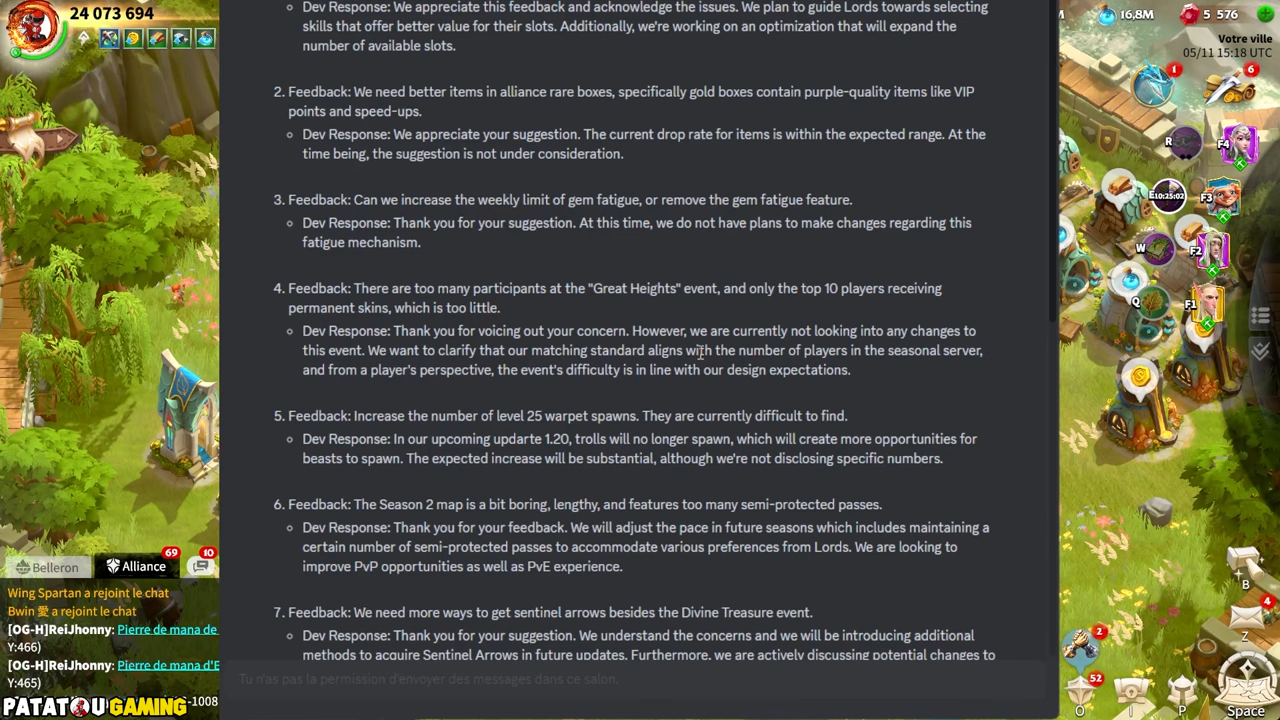 24 073 694
Dev Response: We appreciate this feedback and acknowledge the issues. We plan to guide Lords towards selecting
skills that offer better value for their slots. Additionally, we're working on an optimization that will expand the
number of available slots.
2. Feedback: We need better items in alliance rare boxes, specifically gold boxes contain purple-quality items like VIP
points and speed-ups.
Dev Response: We appreciate your suggestion. The current drop rate for items is within the expected range. At the
time being, the suggestion is not under consideration.
3. Feedback: Can we increase the weekly limit of gem fatigue, or remove the gem fatigue feature.
Dev Response: Thank you for your suggestion. At this time, we do not have plans to make changes regarding this
fatigue mechanism.
4. Feedback: There are too many participants at the "Great Heights" event, and only the top 10 players receiving
permanent skins, which is too little.
Dev Response: Thank you for voicing out your concern. However, we are currently not looking into any changes to
this event. We want to clarify that our matching standard aligns with the number of players in the seasonal server,
and from a player's perspective, the event's difficulty is in line with our design expectations.
5. Feedback: Increase the number of level 25 warpet spawns. They are currently difficult to find.
Dev Response: In our upcoming updarte 1.20, trolls will no longer spawn, which will create more opportunities for
beasts to spawn. The expected increase will be substantial, although we're not disclosing specific numbers.
6. Feedback: The Season 2 map is a bit boring, lengthy, and features too many semi-protected passes.
Dev Response: Thank you for your feedback. We will adjust the pace in future seasons which includes maintaining a
certain number of semi-protected passes to accommodate various preferences from Lords. We are looking to
improve PvP opportunities as well as PvE experience.
7. Feedback: We need more ways to get sentinel arrows besides the Divine Treasure event.
Dev Response: Thank you for your suggestion. We understand the concerns and we will be introducing additional
methods to acquire Sentinel Arrows in future updates. Furthermore, we are actively discussing potential changes to
Tu n'as pas la permission d'envoyer des messages dans ce salon.
M 16,8M 5 576
Votre ville
05/11 15:18 UTC
1
6
R
F4
E 10:25:02
F3
W
F2
Q
F1
B
4
Z
2
52
O
I
P
Space
Belleron
Alliance
69
10
Wing Spartan a rejoint le chat
Bwin 愛 a rejoint le chat
[OG-H]ReiJhonny: Pierre de mana de
Y:466)
[OG-H]ReiJhonny: Pierre de mana d'E
Y:465)
-1008
PATATOU GAMING